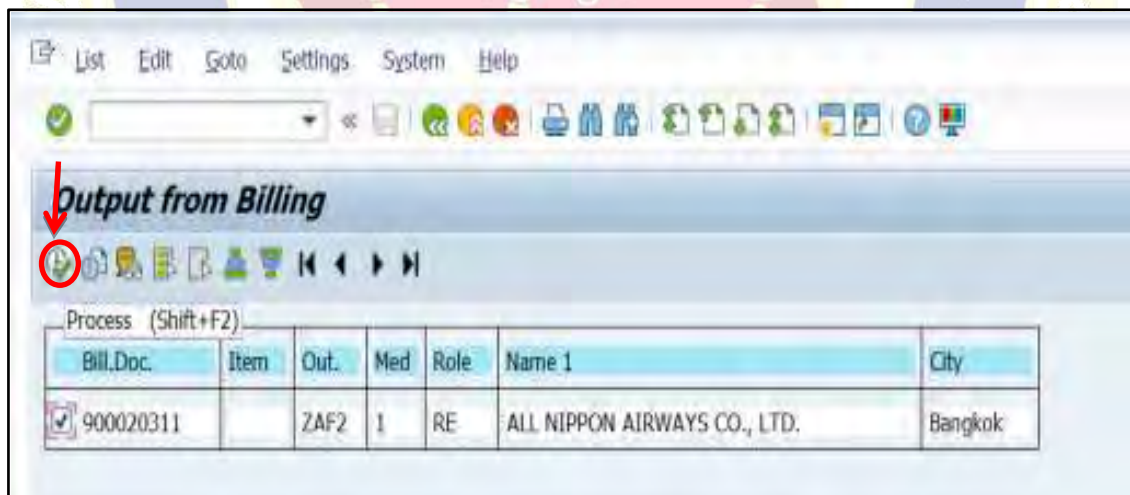 List Edit Goto Settings System Help
Output from Billing
Process (Shift+F2)
Bill.Doc. Item Out. Med Role Name 1 City
900020311 ZAF2 1 RE ALL NIPPON AIRWAYS CO., LTD. Bangkok